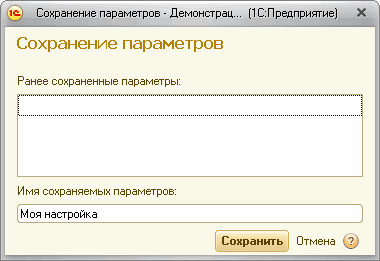 Сохранение параметров - Демонстрац... (1С:Предприятие)
Сохранение параметров
Ранее сохраненные параметры:
Имя сохраняемых параметров:
Моя настройка
Сохранить Отмена ?